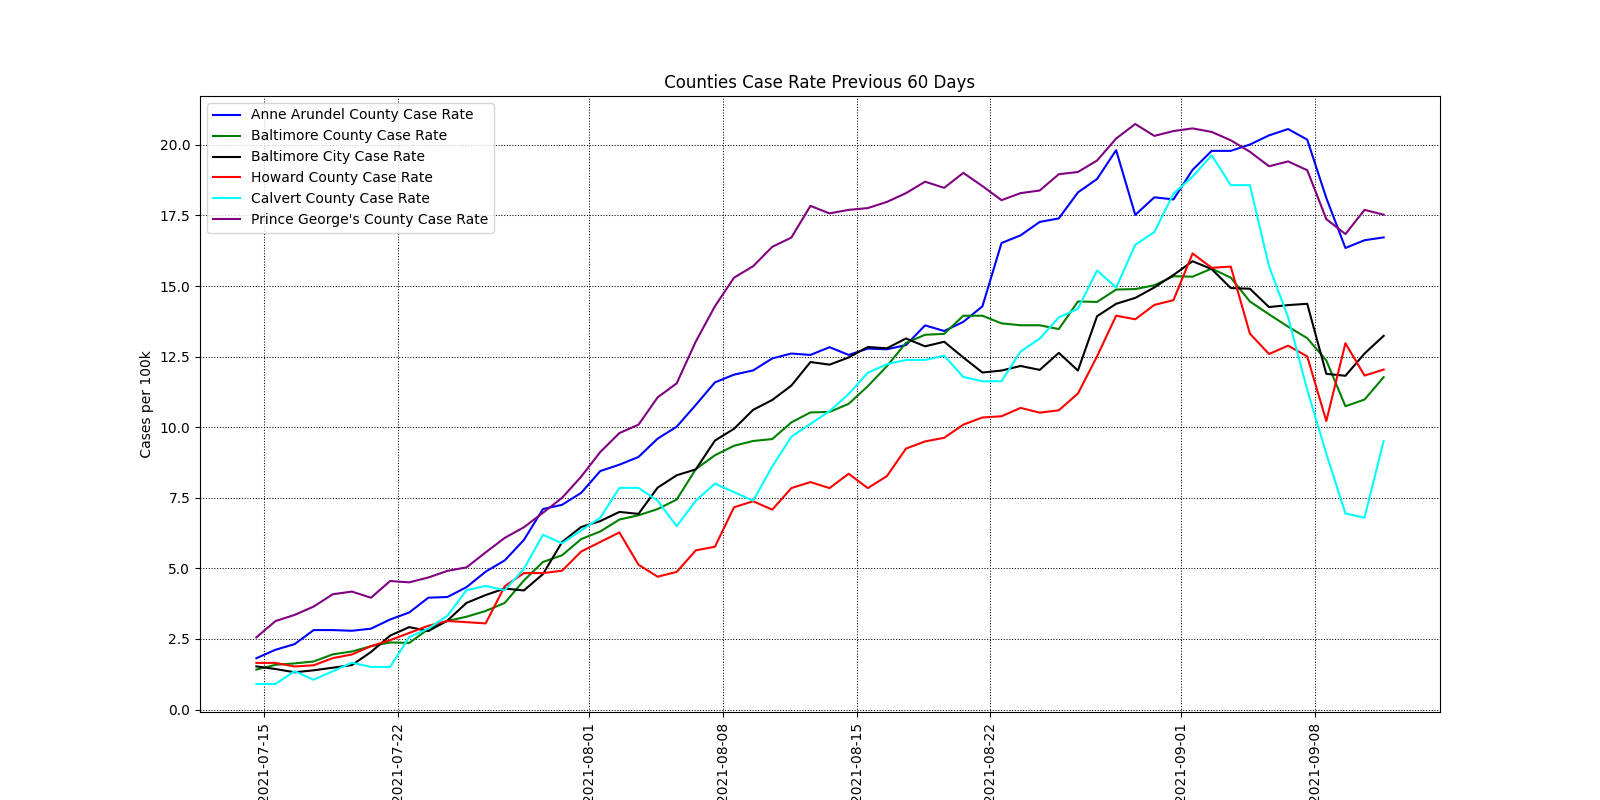 Counties Case Rate Previous 60 Days
Anne Arundel County Case Rate
Baltimore County Case Rate
Baltimore City Case Rate
Howard County Case Rate
Calvert County Case Rate
Prince George's County Case Rate
Cases per 100k
20.0
17.5
15.0
12.5
10.0
7.5
5.0
2.5
0.0
2021-07-15
2021-07-22
2021-08-01
2021-08-08
2021-08-15
2021-08-22
2021-09-01
2021-09-08